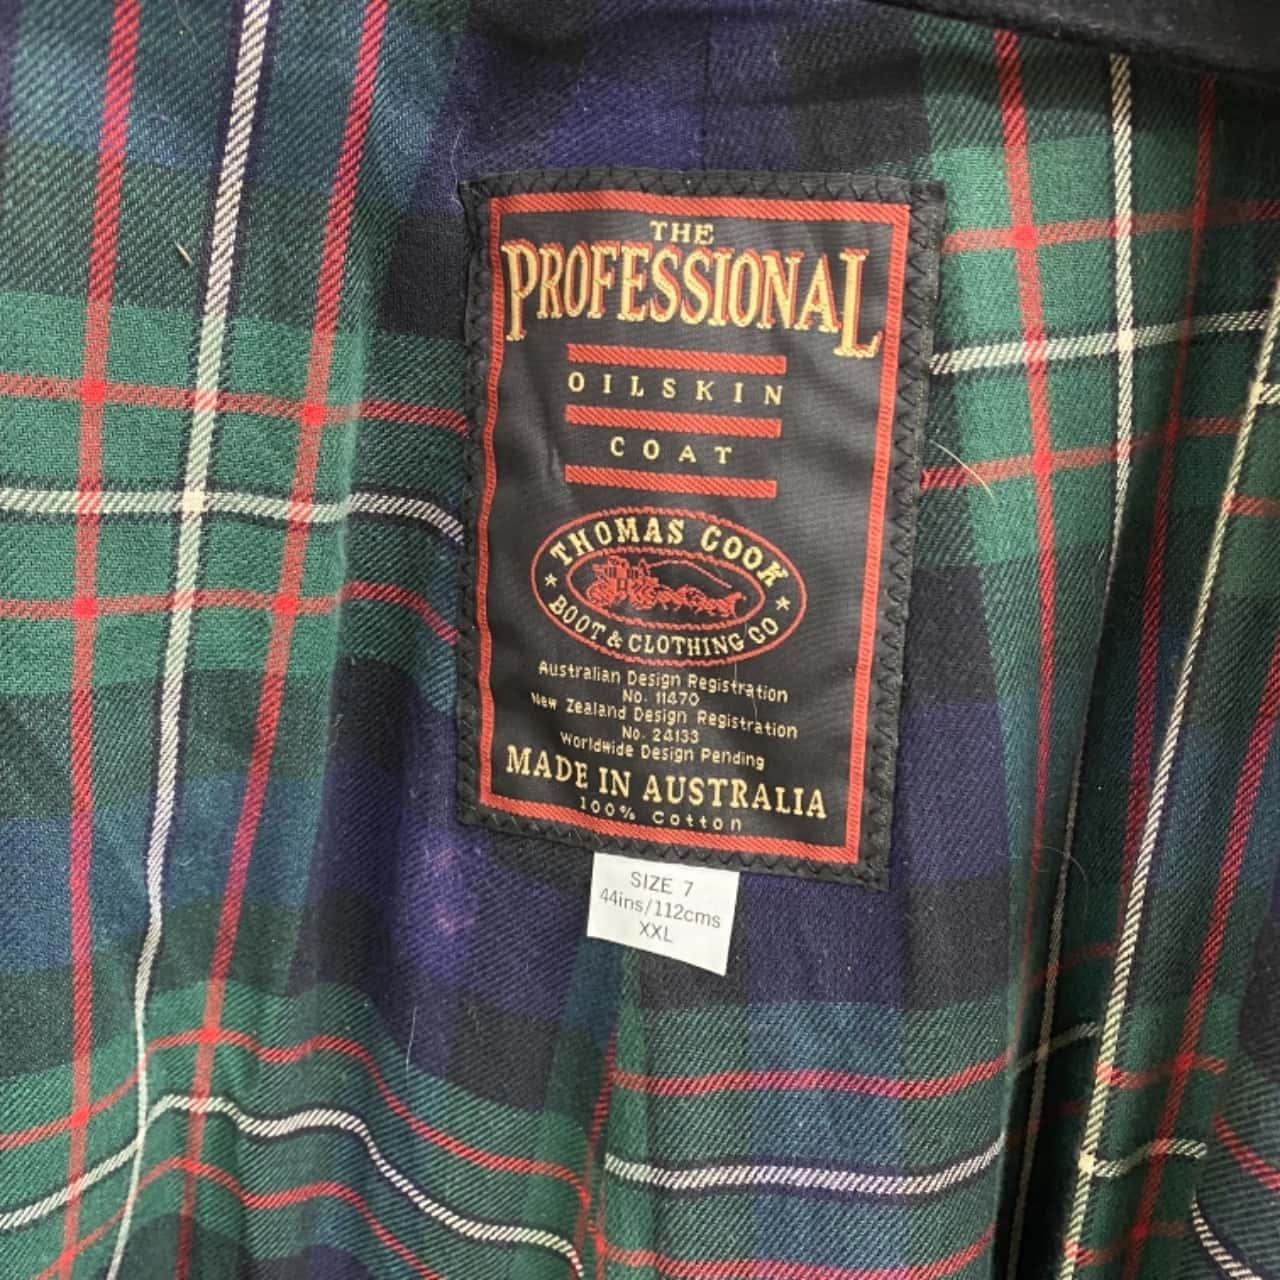 THE
PROFESSIONAL
OILSKIN
COAT
THOMAS COOK
BOOT & CLOTHING CO
Australian Design Registration
No. 11470
New Zealand Design Registration
No. 24133
Worldwide Design Pending
MADE IN AUSTRALIA
100% Cotton
SIZE 7
44ins/112cms
XXL